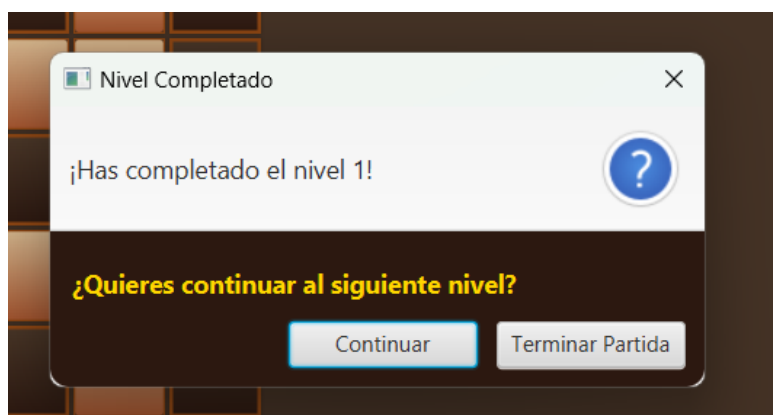 Nivel Completado
¡Has completado el nivel 1!
¿Quieres continuar al siguiente nivel?
Continuar
Terminar Partida